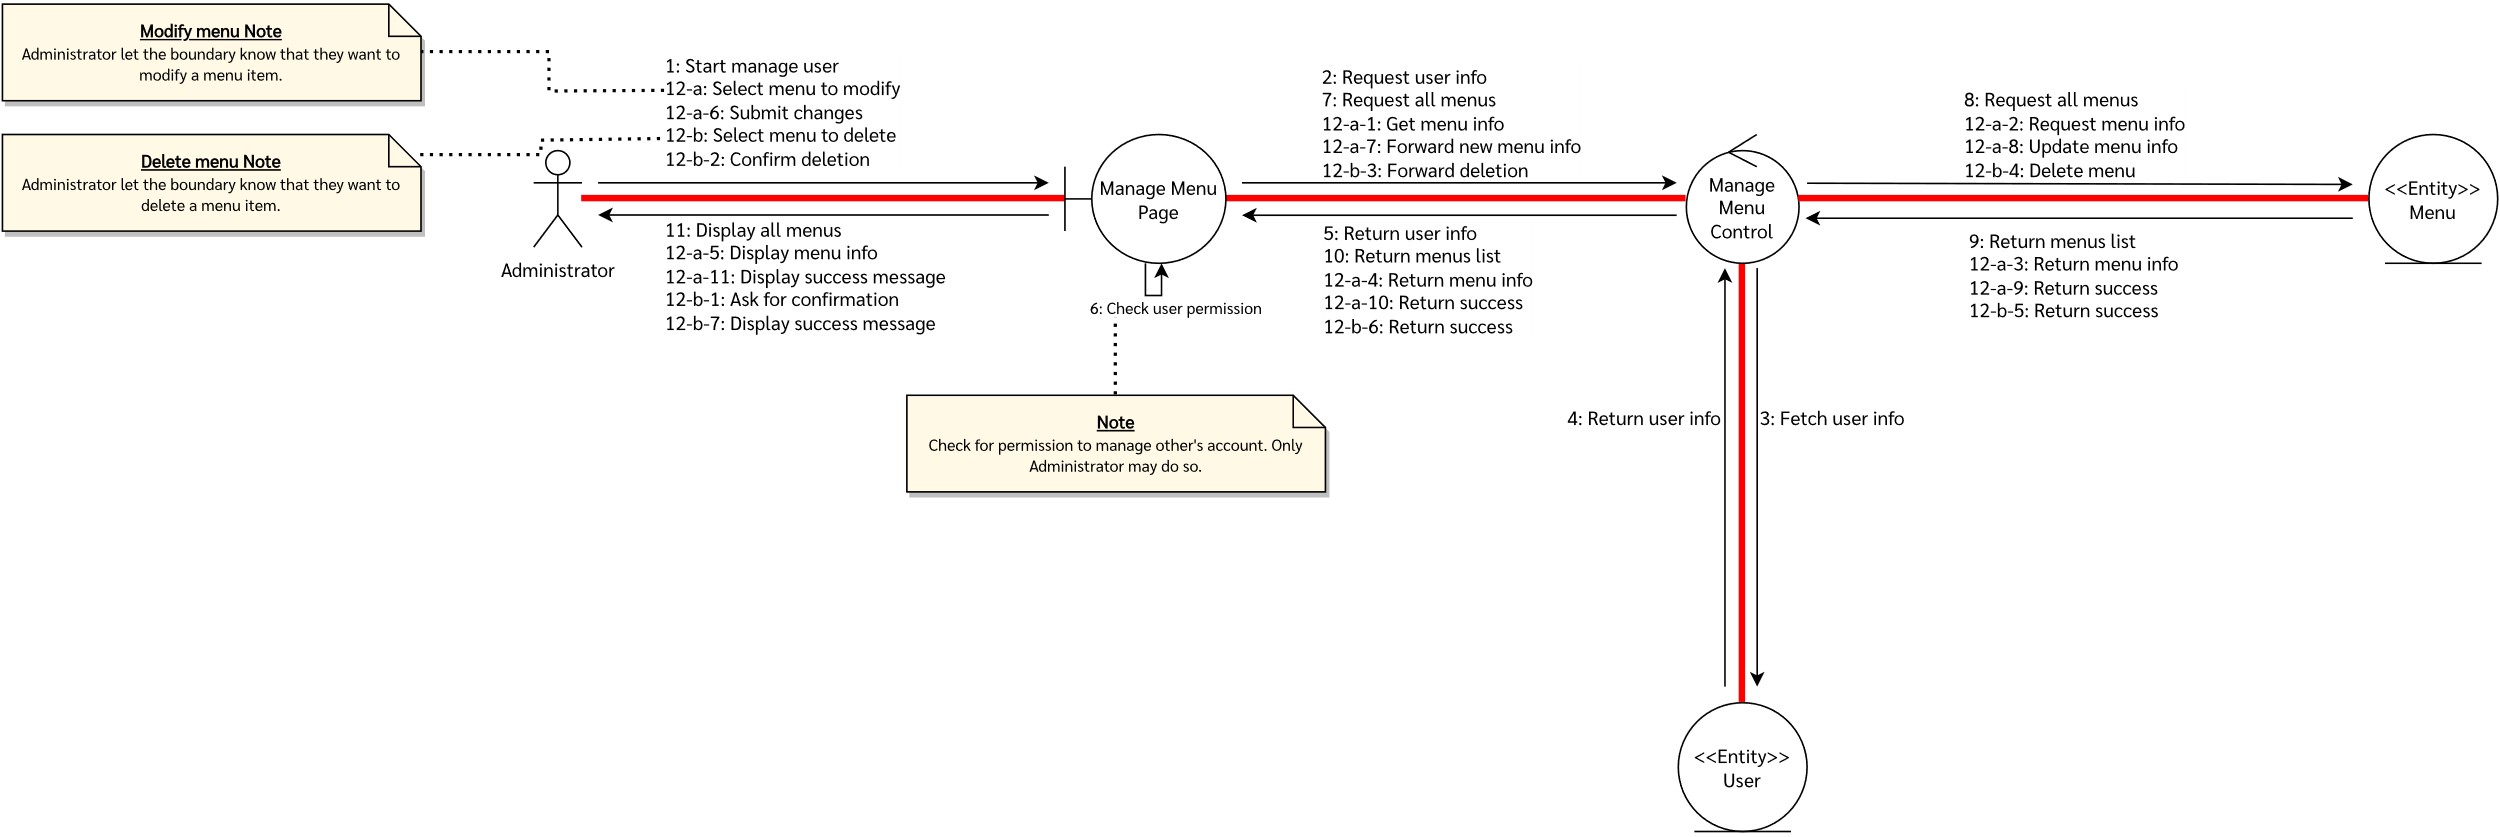 Modify menu Note
Administrator let the boundary know that they want to
modify a menu item.
Delete menu Note
Administrator let the boundary know that they want to
delete a menu item.
Administrator
1: Start manage user
12-a: Select menu to modify
12-a-6: Submit changes
12-b: Select menu to delete
12-b-2: Confirm deletion
11: Display all menus
12-a-5: Display menu info
12-a-11: Display success message
12-b-1: Ask for confirmation
12-b-7: Display success message
Manage Menu
Page
6: Check user permission
Note
Check for permission to manage other's account. Only
Administrator may do so.
2: Request user info
7: Request all menus
12-a-1: Get menu info
12-a-7: Forward new menu info
12-b-3: Forward deletion
5: Return user info
10: Return menus list
12-a-4: Return menu info
12-a-10: Return success
12-b-6: Return success
Manage
Menu
Control
8: Request all menus
12-a-2: Request menu info
12-a-8: Update menu info
12-b-4: Delete menu
9: Return menus list
12-a-3: Return menu info
12-a-9: Return success
12-b-5: Return success
<<Entity>>
Menu
4: Return user info
3: Fetch user info
<<Entity>>
User